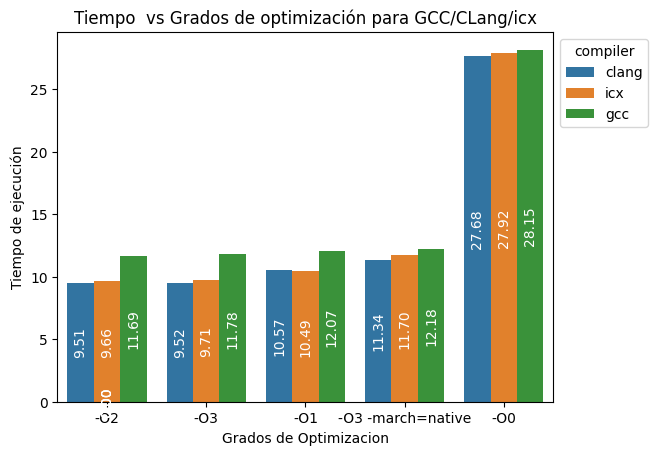 Tiempo  vs Grados de optimización para GCC/CLang/icx
compiler
clang
icx
gcc
Tiempo de ejecución
25
20
15
10
5
0
9.51
9.66
11.69
9.52
9.71
11.78
10.57
10.49
12.07
11.34
11.70
12.18
27.68
27.92
28.15
-O2
-O3
-O1
-O3 -march=native
-O0
Grados de Optimizacion